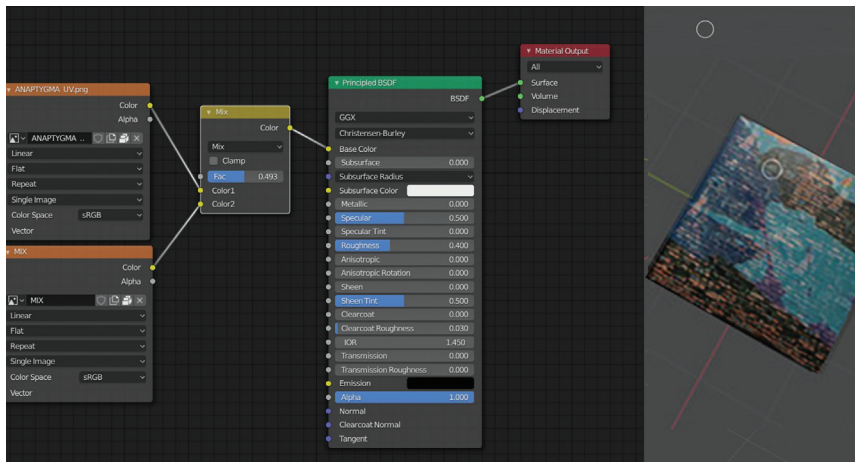 ANAPTYGMA UV.png
Color
Alpha
ANAPTYGMA ..
Linear
Flat
Repeat
Single Image
Color Space sRGB
Vector
MIX
Color
Alpha
MIX
Linear
Flat
Repeat
Single Image
Color Space sRGB
Vector
Mix
Color
Mix
Clamp
Fac 0.493
Color1
Color2
Principled BSDF
BSDF
GGX
Christensen-Burley
Base Color
Subsurface 0.000
Subsurface Radius
Subsurface Color
Metallic 0.000
Specular 0.500
Specular Tint 0.000
Roughness 0.400
Anisotropic 0.000
Anisotropic Rotation 0.000
Sheen 0.000
Sheen Tint 0.500
Clearcoat 0.000
Clearcoat Roughness 0.030
IOR 1.450
Transmission 0.000
Transmission Roughness 0.000
Emission
Alpha 1.000
Normal
Clearcoat Normal
Tangent
Material Output
All
Surface
Volume
Displacement